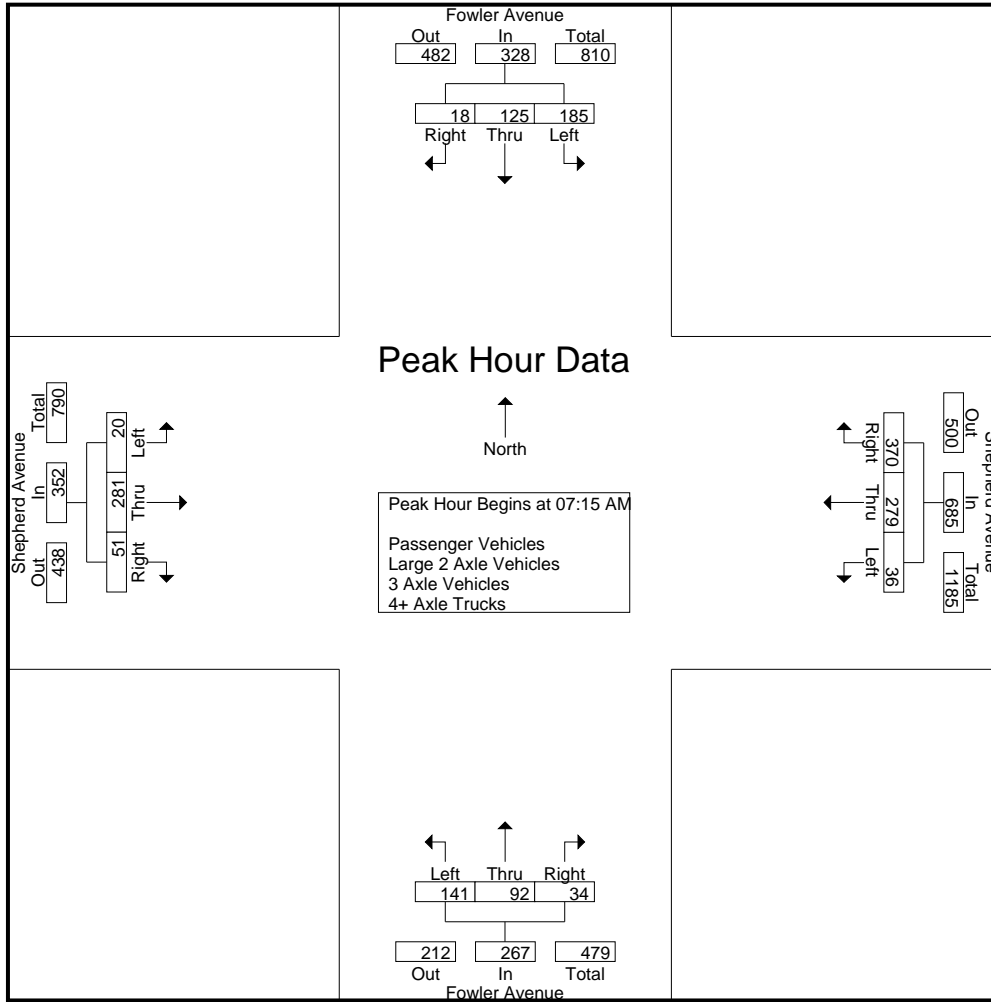 Fowler Avenue
Out In Total
482 328 810
18 125 185
Right Thru Left
Peak Hour Data
North
Peak Hour Begins at 07:15 AM
Passenger Vehicles
Large 2 Axle Vehicles
3 Axle Vehicles
4+ Axle Trucks
Shepherd Avenue
Out In Total
438 352 790
51 281 20
Right Thru Left
Shepherd Avenue
Out In Total
500 685 1185
370 279 36
Right Thru Left
Left Thru Right
141 92 34
212 267 479
Out In Total
Fowler Avenue